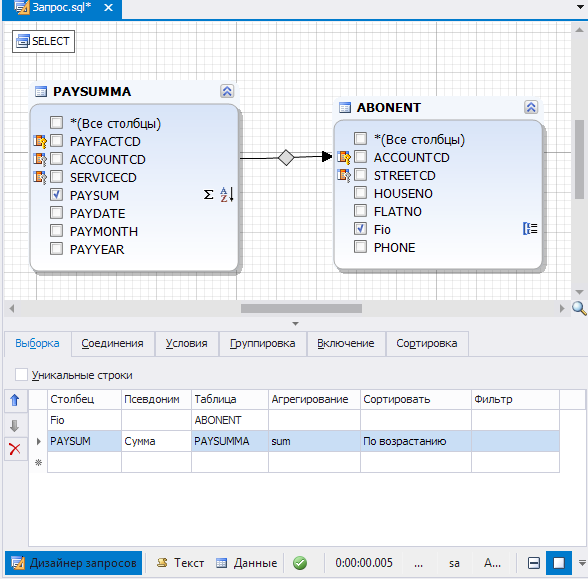 Запрос.sql*
SELECT
PAYSUMMA
*(Все столбцы)
PAYFACTCD
ACCOUNTCD
SERVICECD
PAYSUM
PAYDATE
PAYMONTH
PAYYEAR
ABONENT
*(Все столбцы)
ACCOUNTCD
STREETCD
HOUSENO
FLATNO
Fio
PHONE
Выборка Соединения Условия Группировка Включение Сортировка
Уникальные строки
Столбец Псевдоним Таблица Агрегирование Сортировать Фильтр
Fio ABONENT
PAYSUM Сумма PAYSUMMA sum По возрастанию
Дизайнер запросов Текст Данные 0:00:00.005 ... sa A...